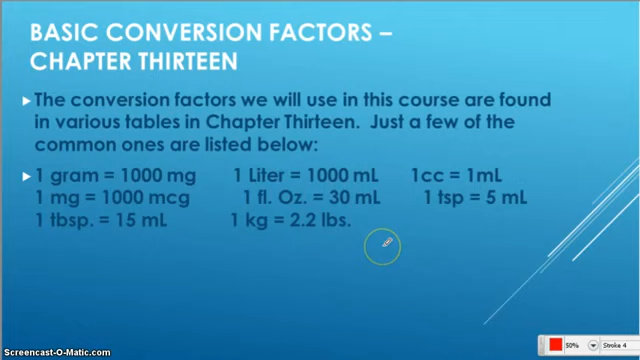 BASIC CONVERSION FACTORS –
CHAPTER THIRTEEN
The conversion factors we will use in this course are found
in various tables in Chapter Thirteen. Just a few of the
common ones are listed below:
1 gram = 1000 mg 1 Liter = 1000 mL 1cc = 1mL
1 mg = 1000 mcg 1 fl. Oz. = 30 mL 1 tsp = 5 mL
1 tbsp. = 15 mL 1 kg = 2.2 lbs.
Screencast-O-Matic.com
50% Stroke 4